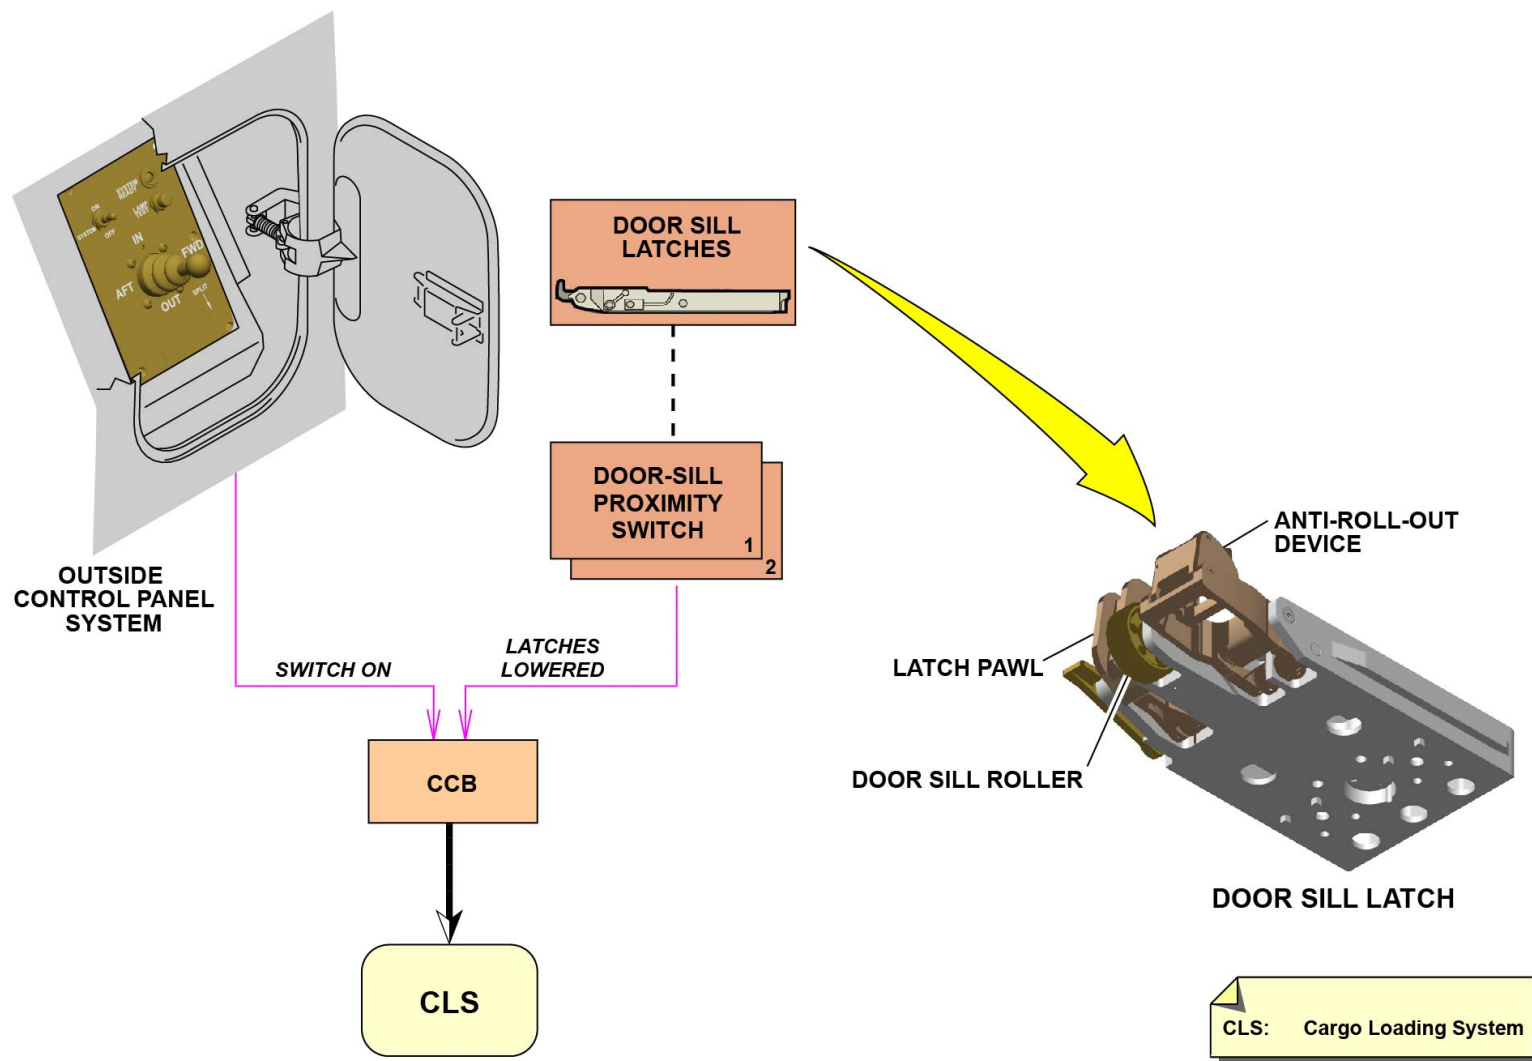 SYSTEM
READY
ON
LAMP
TEST
SYSTEM
OFF
IN
FWD
AFT
OUT
SPLIT
OUTSIDE
CONTROL PANEL
SYSTEM
DOOR SILL
LATCHES
DOOR-SILL
PROXIMITY
SWITCH
1
2
SWITCH ON
LATCHES
LOWERED
CCB
CLS
ANTI-ROLL-OUT
DEVICE
LATCH PAWL
DOOR SILL ROLLER
DOOR SILL LATCH
CLS: Cargo Loading System